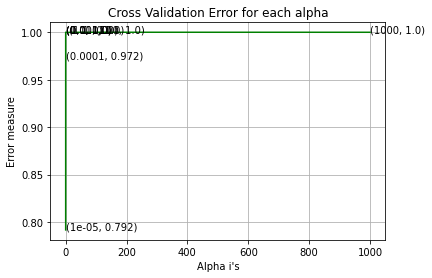 Cross Validation Error for each alpha
(1000, 1.0)
(0.0001, 0.972)
(1e-05, 0.792)
1.00
0.95
0.90
0.85
0.80
Error measure
0 200 400 600 800 1000
Alpha i's